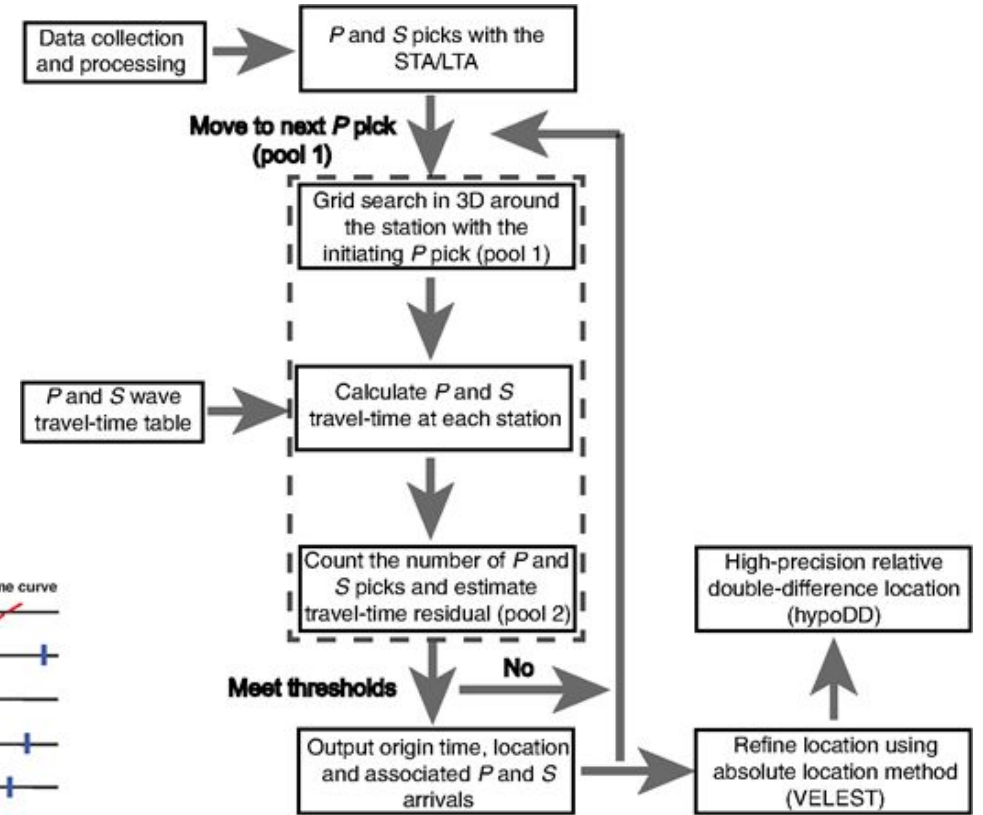 Data collection
and processing
P and S picks with the
STA/LTA
Move to next P pick
(pool 1)
Grid search in 3D around
the station with the
initiating P pick (pool 1)
P and S wave
travel-time table
Calculate P and S
travel-time at each station
Count the number of P and
S picks and estimate
travel-time residual (pool 2)
Meet thresholds
No
Output origin time, location
and associated P and S
arrivals
Refine location using
absolute location method
(VELEST)
High-precision relative
double-difference location
(hypoDD)
curve